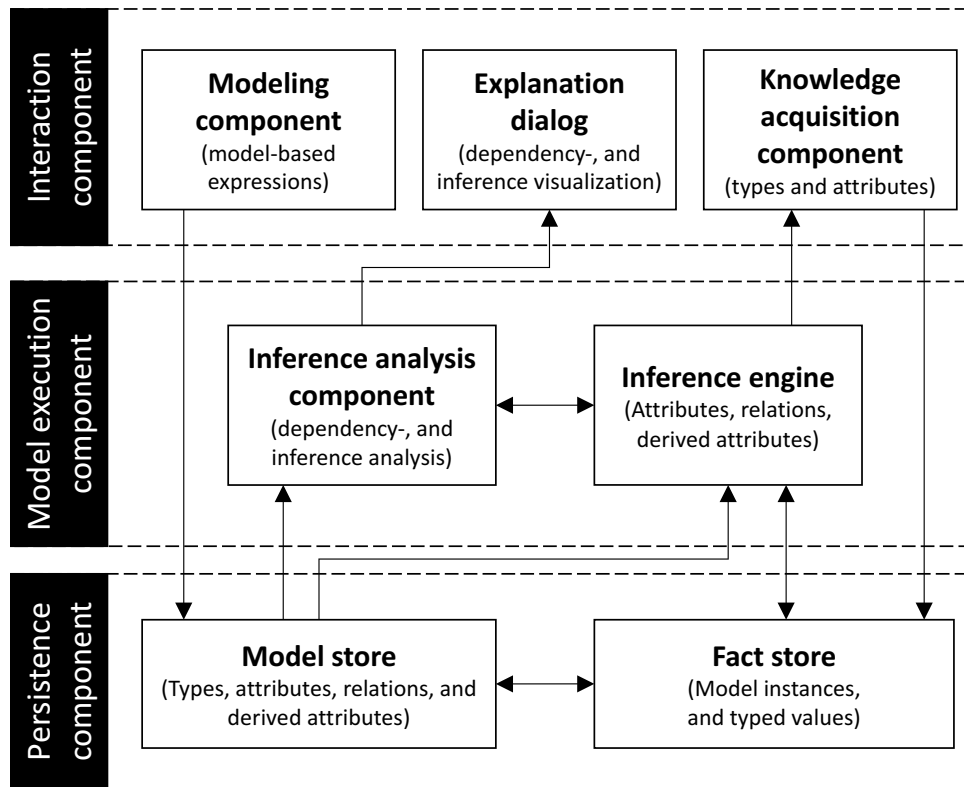 Interaction
component
Modeling
component
(model-based
expressions)
Explanation
dialog
(dependency-, and
inference visualization)
Knowledge
acquisition
component
(types and attributes)
Model execution
component
Inference analysis
component
(dependency-, and
inference analysis)
Inference engine
(Attributes, relations,
derived attributes)
Persistence
component
Model store
(Types, attributes, relations, and
derived attributes)
Fact store
(Model instances,
and typed values)